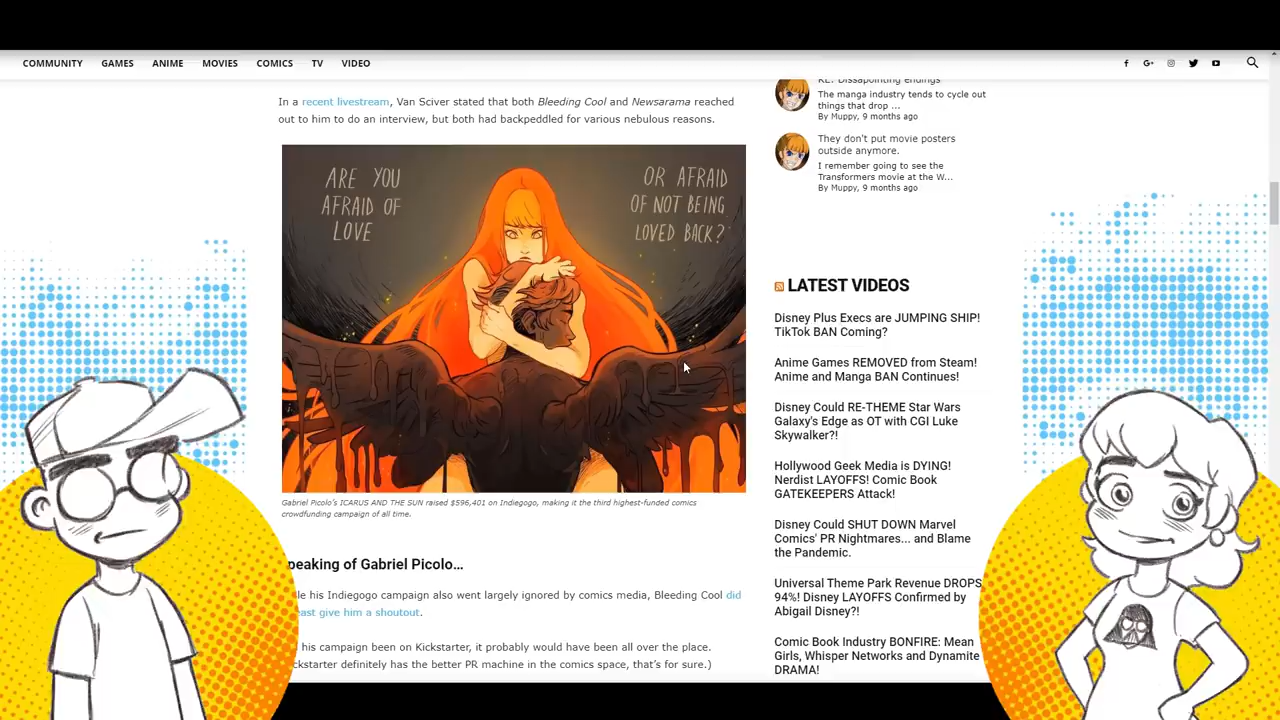 COMMUNITY GAMES ANIME MOVIES COMICS TV VIDEO
In a recent livestream, Van Sciver stated that both Bleeding Cool and Newsarama reached
out to him to do an interview, but both had backpeddled for various nebulous reasons.
ARE YOU
AFRAID OF
LOVE
OR AFRAID
OF NOT BEING
LOVED BACK?
Gabriel Picolo's ICARUS AND THE SUN raised $596,401 on Indiegogo, making it the third highest-funded comics
crowdfunding campaign of all time.
peaking of Gabriel Picolo…
le his Indiegogo campaign also went largely ignored by comics media, Bleeding Cool did
east give him a shoutout.
his campaign been on Kickstarter, it probably would have been all over the place.
ckstarter definitely has the better PR machine in the comics space, that's for sure.)
RE: Dissapointing endings
The manga industry tends to cycle out
things that drop ...
By Muppy, 9 months ago
They don't put movie posters
outside anymore.
I remember going to see the
Transformers movie at the W...
By Muppy, 9 months ago
LATEST VIDEOS
Disney Plus Execs are JUMPING SHIP!
TikTok BAN Coming?
Anime Games REMOVED from Steam!
Anime and Manga BAN Continues!
Disney Could RE-THEME Star Wars
Galaxy's Edge as OT with CGI Luke
Skywalker?!
Hollywood Geek Media is DYING!
Nerdist LAYOFFS! Comic Book
GATEKEEPERS Attack!
Disney Could SHUT DOWN Marvel
Comics' PR Nightmares... and Blame
the Pandemic.
Universal Theme Park Revenue DROPS
94%! Disney LAYOFFS Confirmed by
Abigail Disney?!
Comic Book Industry BONFIRE: Mean
Girls, Whisper Networks and Dynamite
DRAMA!